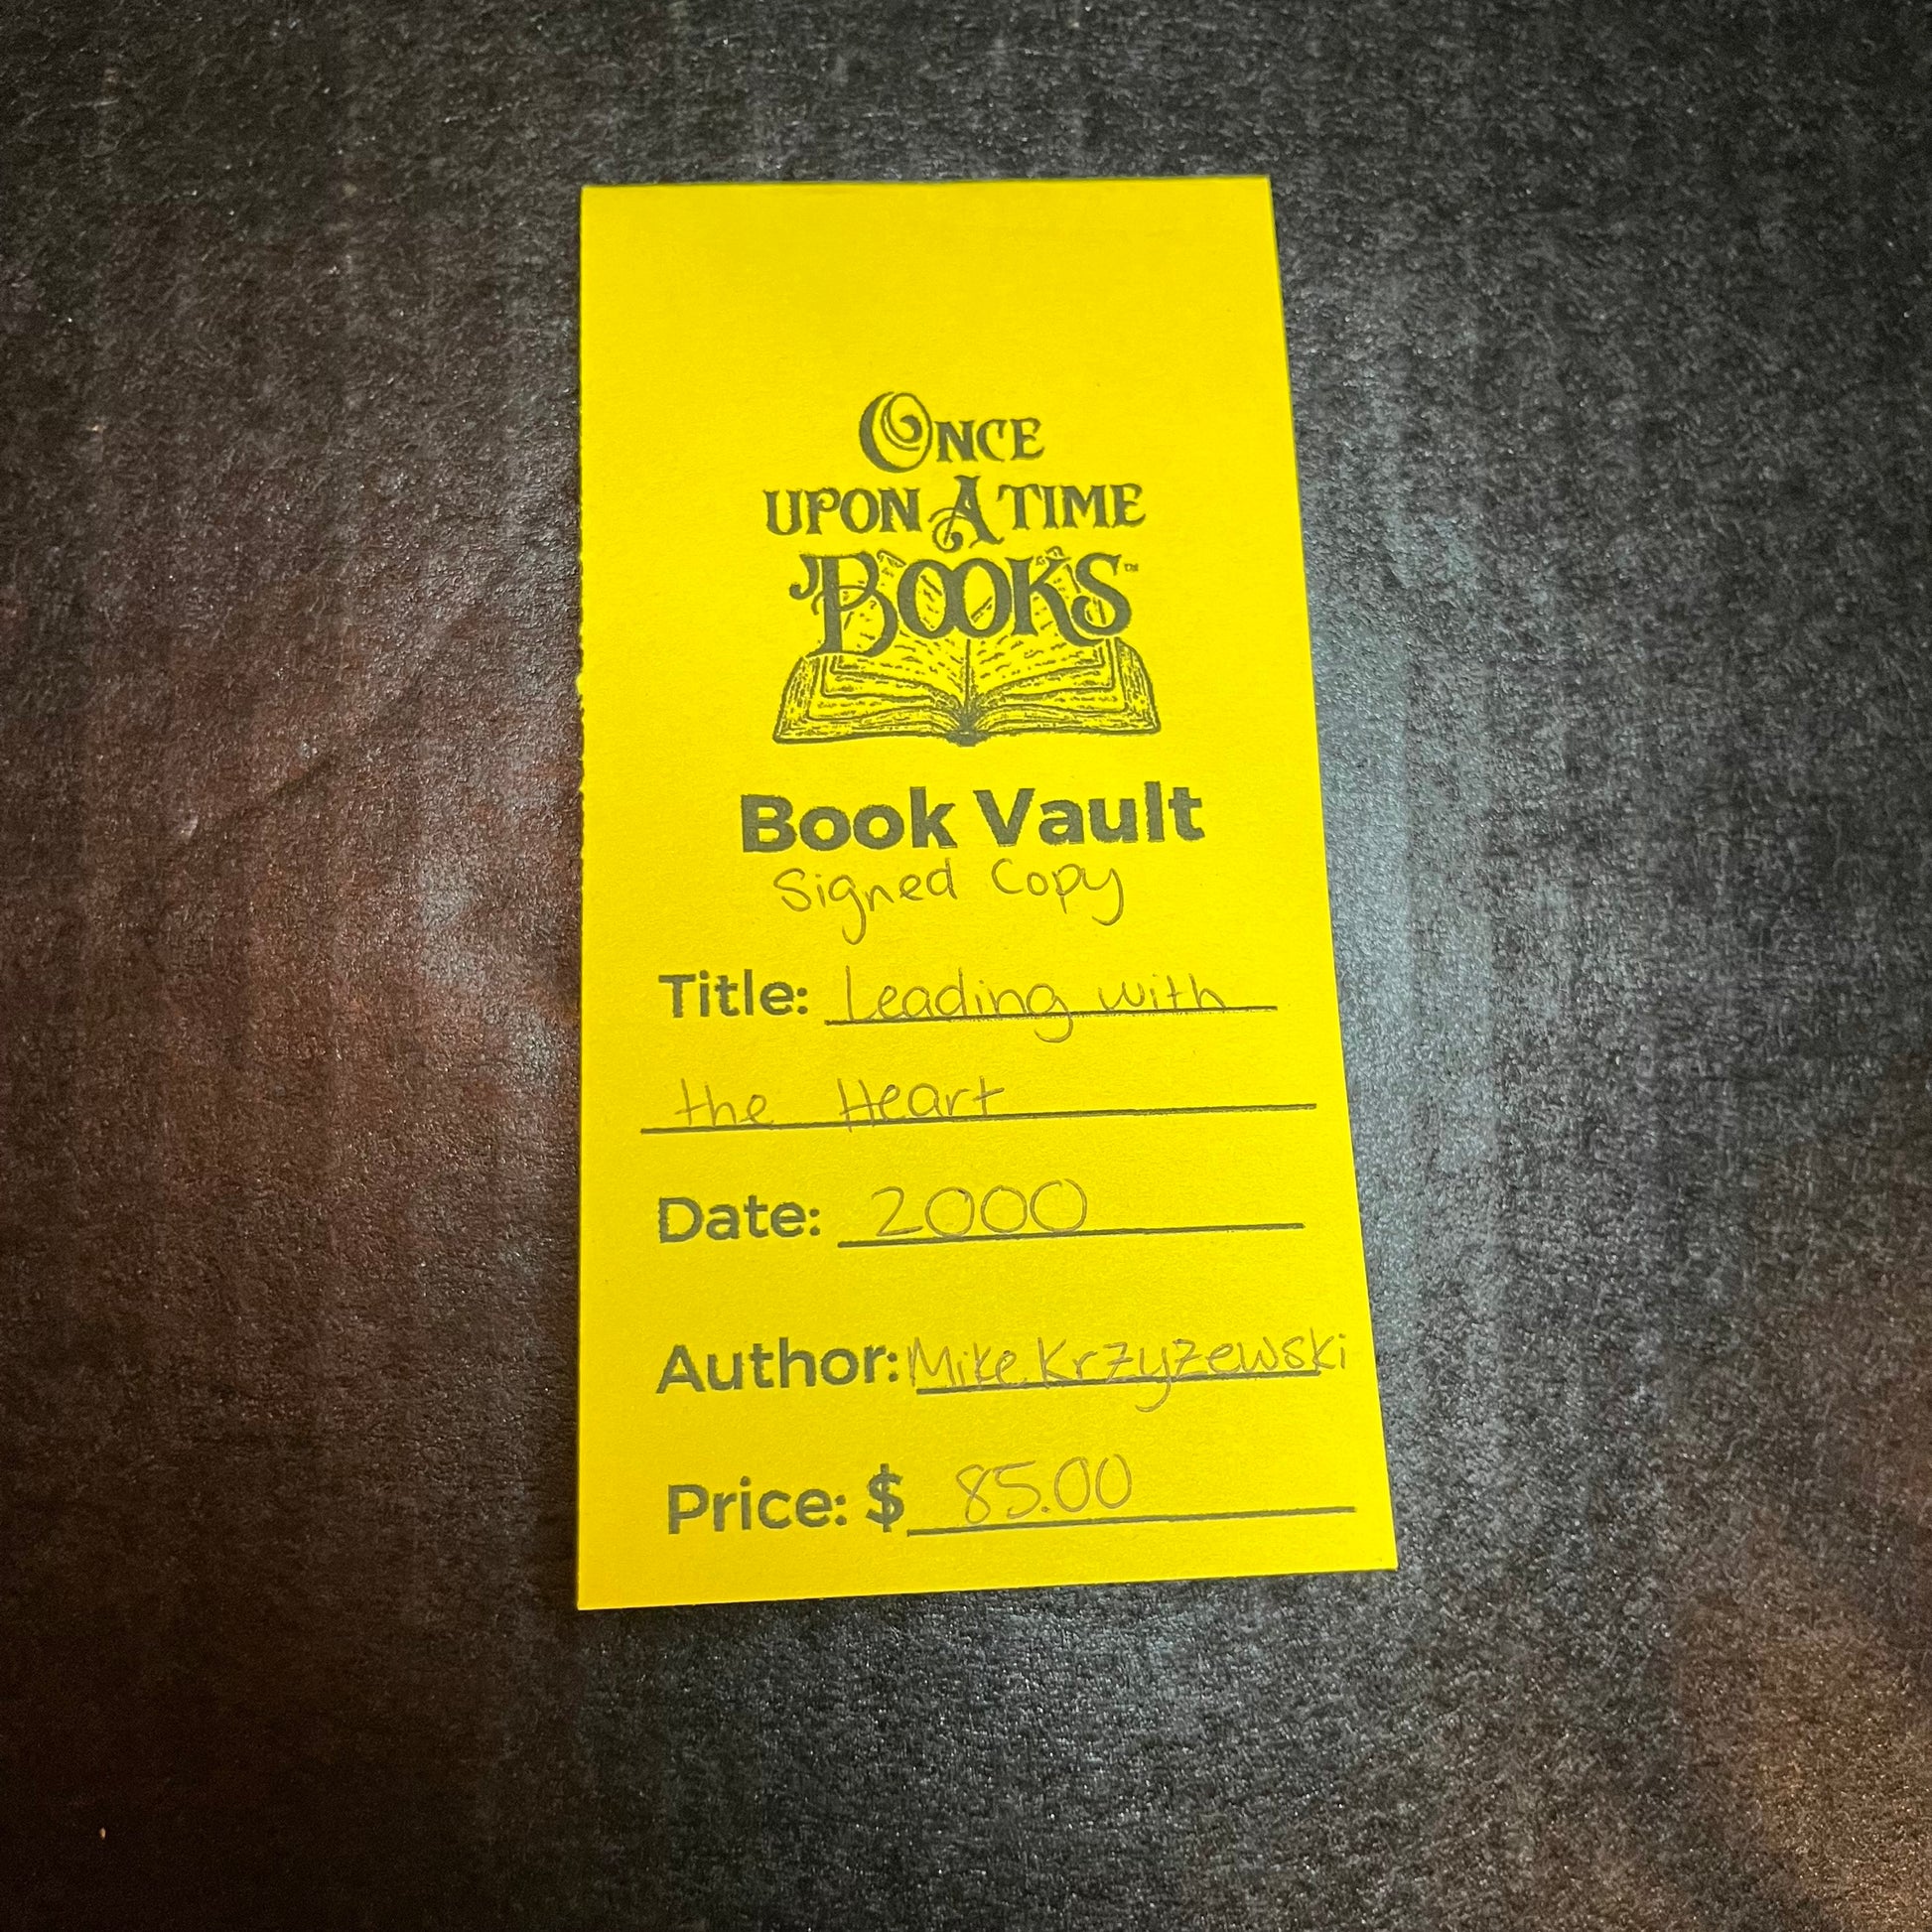 ONCE
UPON A TIME
BOOKS™
Book Vault
Signed Copy
Title: Leading with
the Heart
Date: 2000
Author: Mike Krzyzewski
Price: $ 85.00